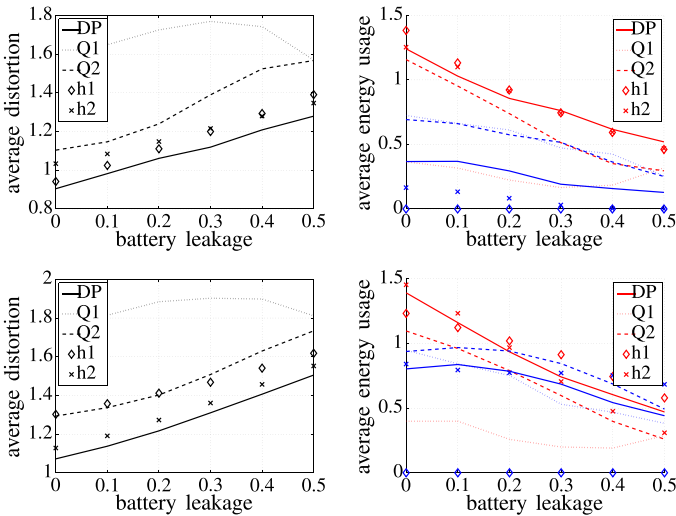 average distortion
1.8
1.6
1.4
1.2
1
0.8
DP
Q1
Q2
h1
h2
0 0.1 0.2 0.3 0.4 0.5
battery leakage
average energy usage
1.5
1
0.5
0
DP
Q1
Q2
h1
h2
0 0.1 0.2 0.3 0.4 0.5
battery leakage
average distortion
2
1.8
1.6
1.4
1.2
1
DP
Q1
Q2
h1
h2
0 0.1 0.2 0.3 0.4 0.5
battery leakage
average energy usage
1.5
1
0.5
0
DP
Q1
Q2
h1
h2
0 0.1 0.2 0.3 0.4 0.5
battery leakage